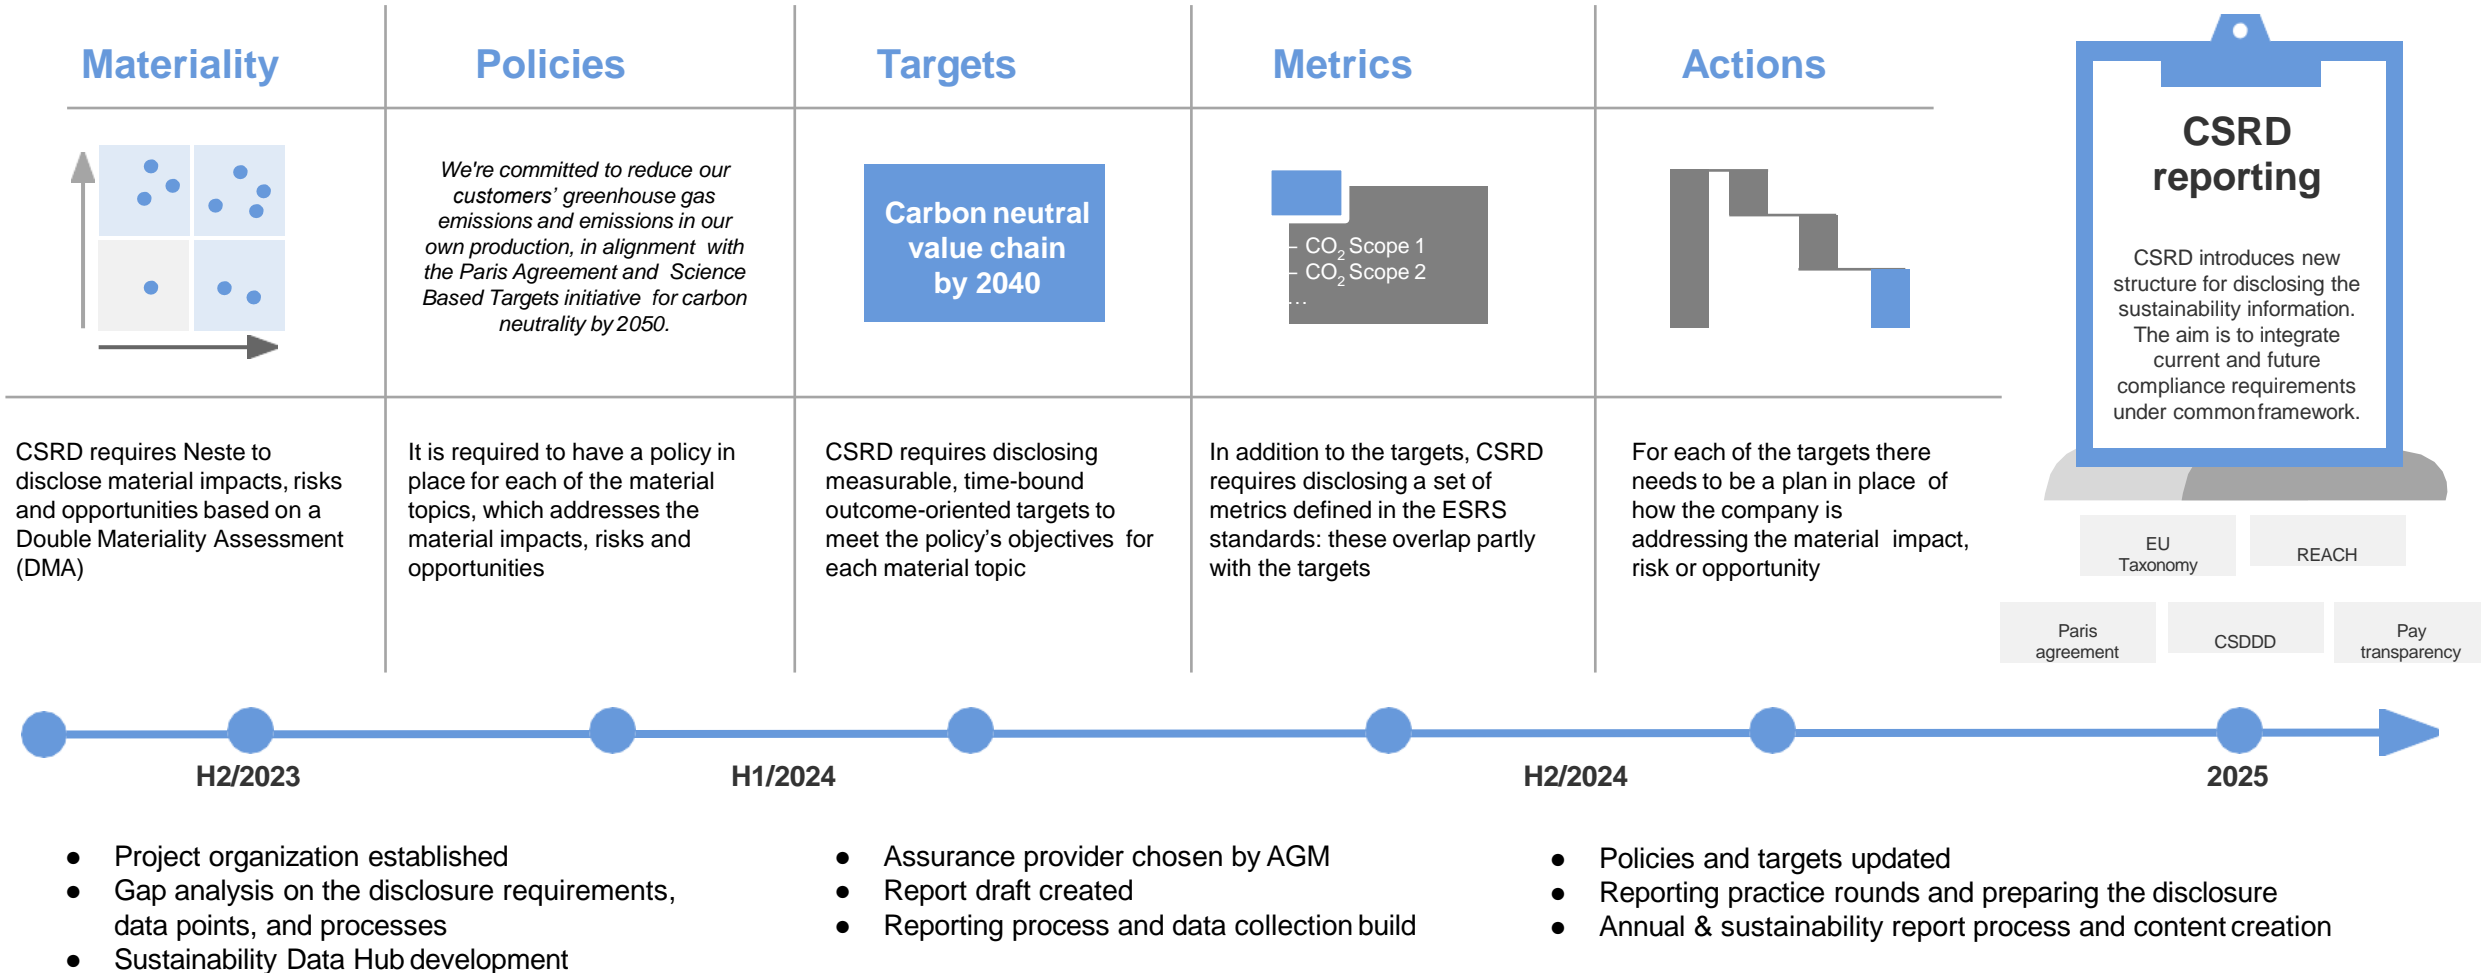 Materiality
Policies
Targets
Metrics
Actions
We're committed to reduce our
customers’ greenhouse gas
emissions and emissions in our
own production, in alignment with
the Paris Agreement and Science
Based Targets initiative for carbon
neutrality by 2050.
Carbon neutral
value chain
by 2040
– CO2 Scope 1
– CO2 Scope 2
…
CSRD
reporting
CSRD introduces new
structure for disclosing the
sustainability information.
The aim is to integrate
current and future
compliance requirements
under common framework.
CSRD requires Neste to
disclose material impacts, risks
and opportunities based on a
Double Materiality Assessment
(DMA)
It is required to have a policy in
place for each of the material
topics, which addresses the
material impacts, risks and
opportunities
CSRD requires disclosing
measurable, time-bound
outcome-oriented targets to
meet the policy’s objectives for
each material topic
In addition to the targets, CSRD
requires disclosing a set of
metrics defined in the ESRS
standards: these overlap partly
with the targets
For each of the targets there
needs to be a plan in place of
how the company is
addressing the material impact,
risk or opportunity
EU
Taxonomy
REACH
Paris
agreement
CSDDD
Pay
transparency
H2/2023
H1/2024
H2/2024
2025
● Project organization established
● Gap analysis on the disclosure requirements,
data points, and processes
● Sustainability Data Hub development
● Assurance provider chosen by AGM
● Report draft created
● Reporting process and data collection build
● Policies and targets updated
● Reporting practice rounds and preparing the disclosure
● Annual & sustainability report process and content creation